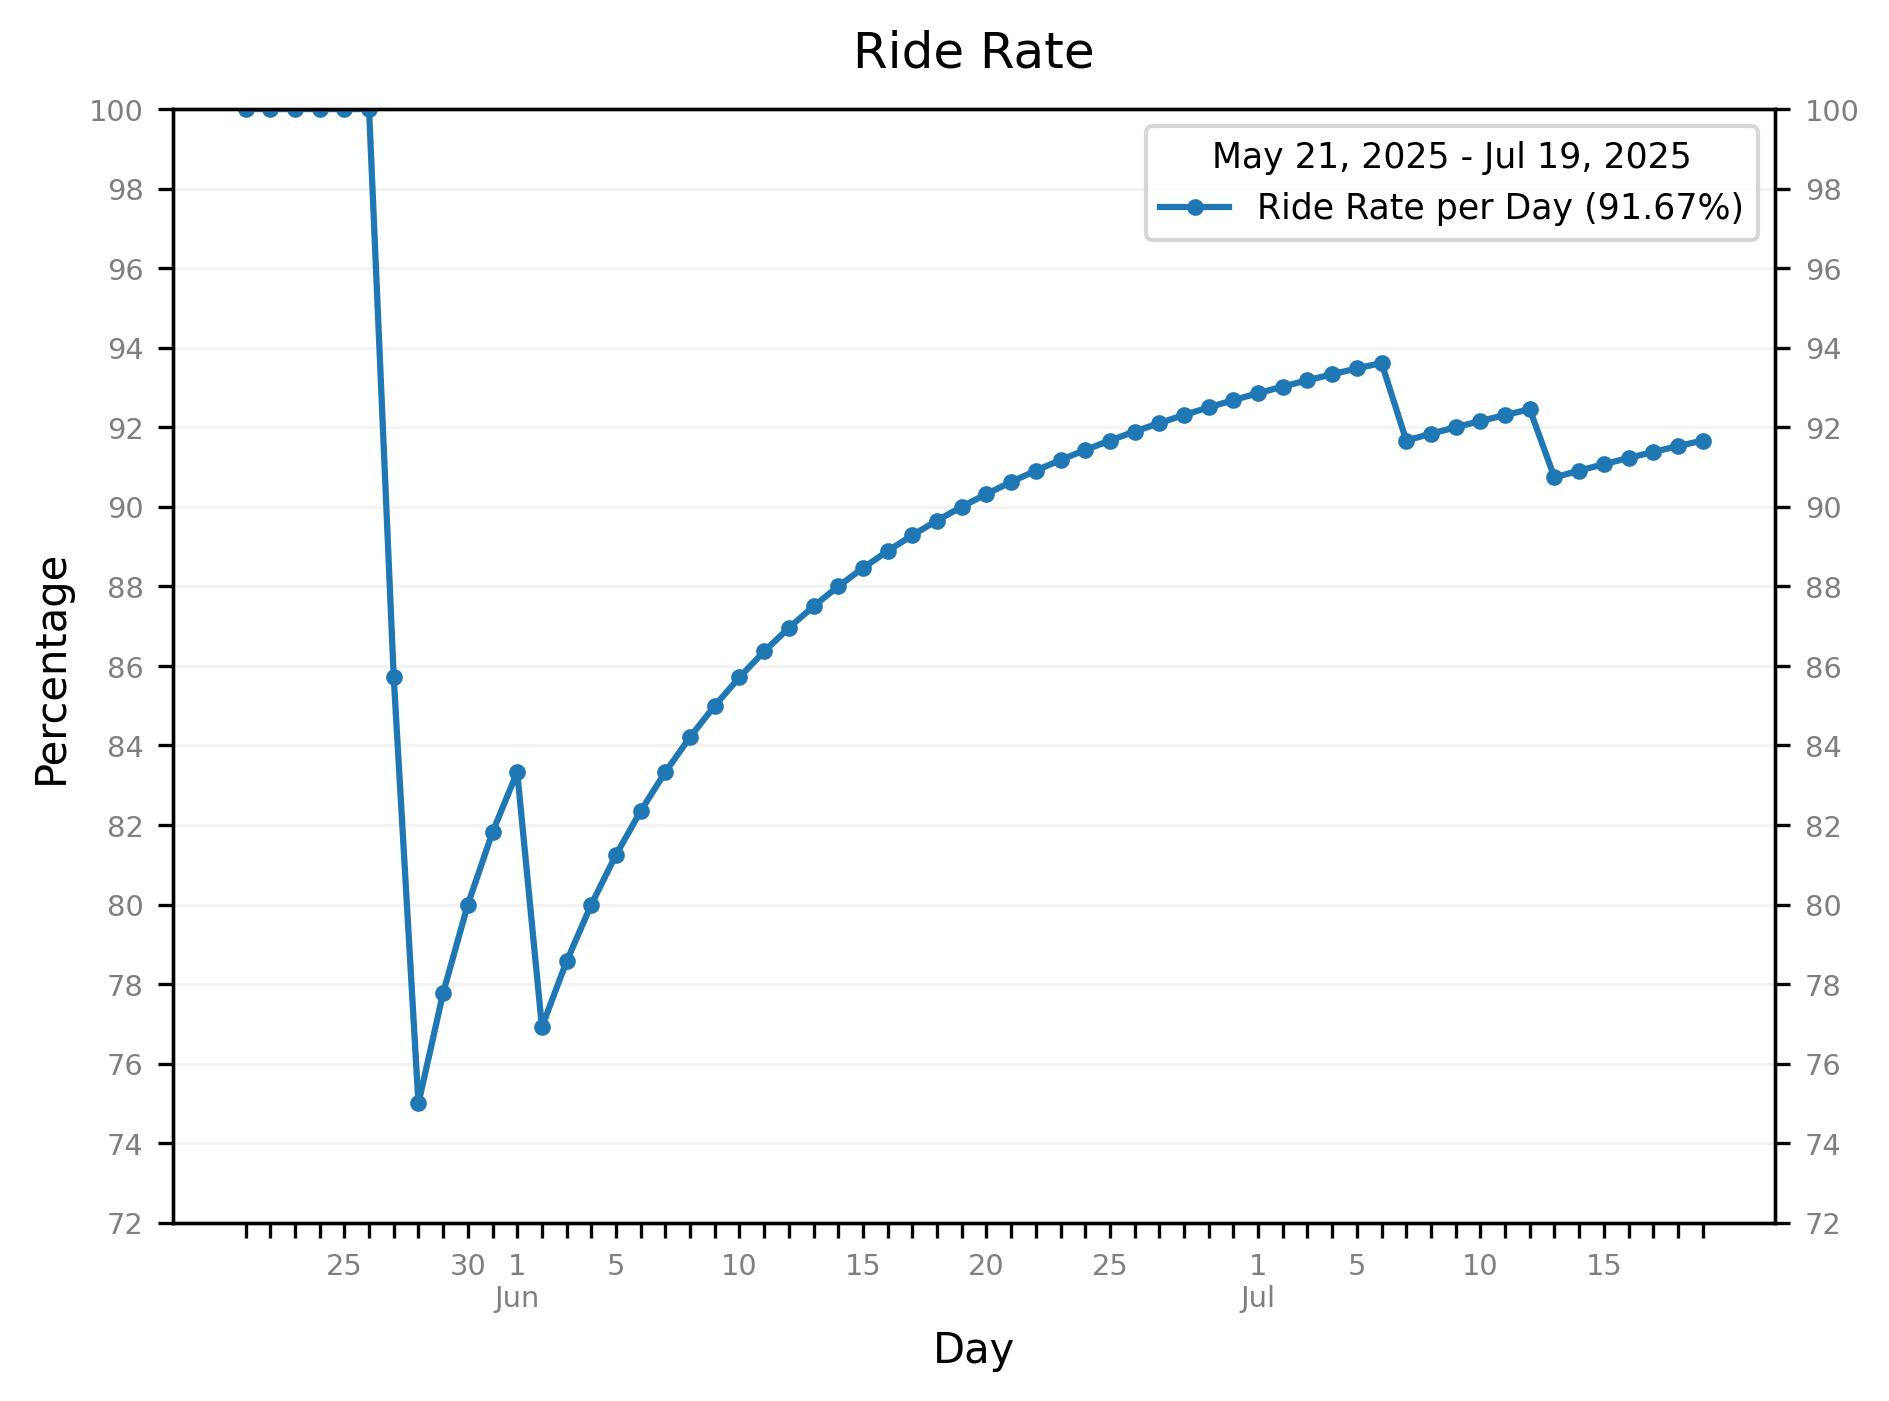 Ride Rate
May 21, 2025 - Jul 19, 2025
Ride Rate per Day (91.67%)
Percentage
100 100
98 98
96 96
94 94
92 92
90 90
88 88
86 86
84 84
82 82
80 80
78 78
76 76
74 74
72 72
25 30 1 5 10 15 20 25 1 5 10 15
Jun Jul
Day